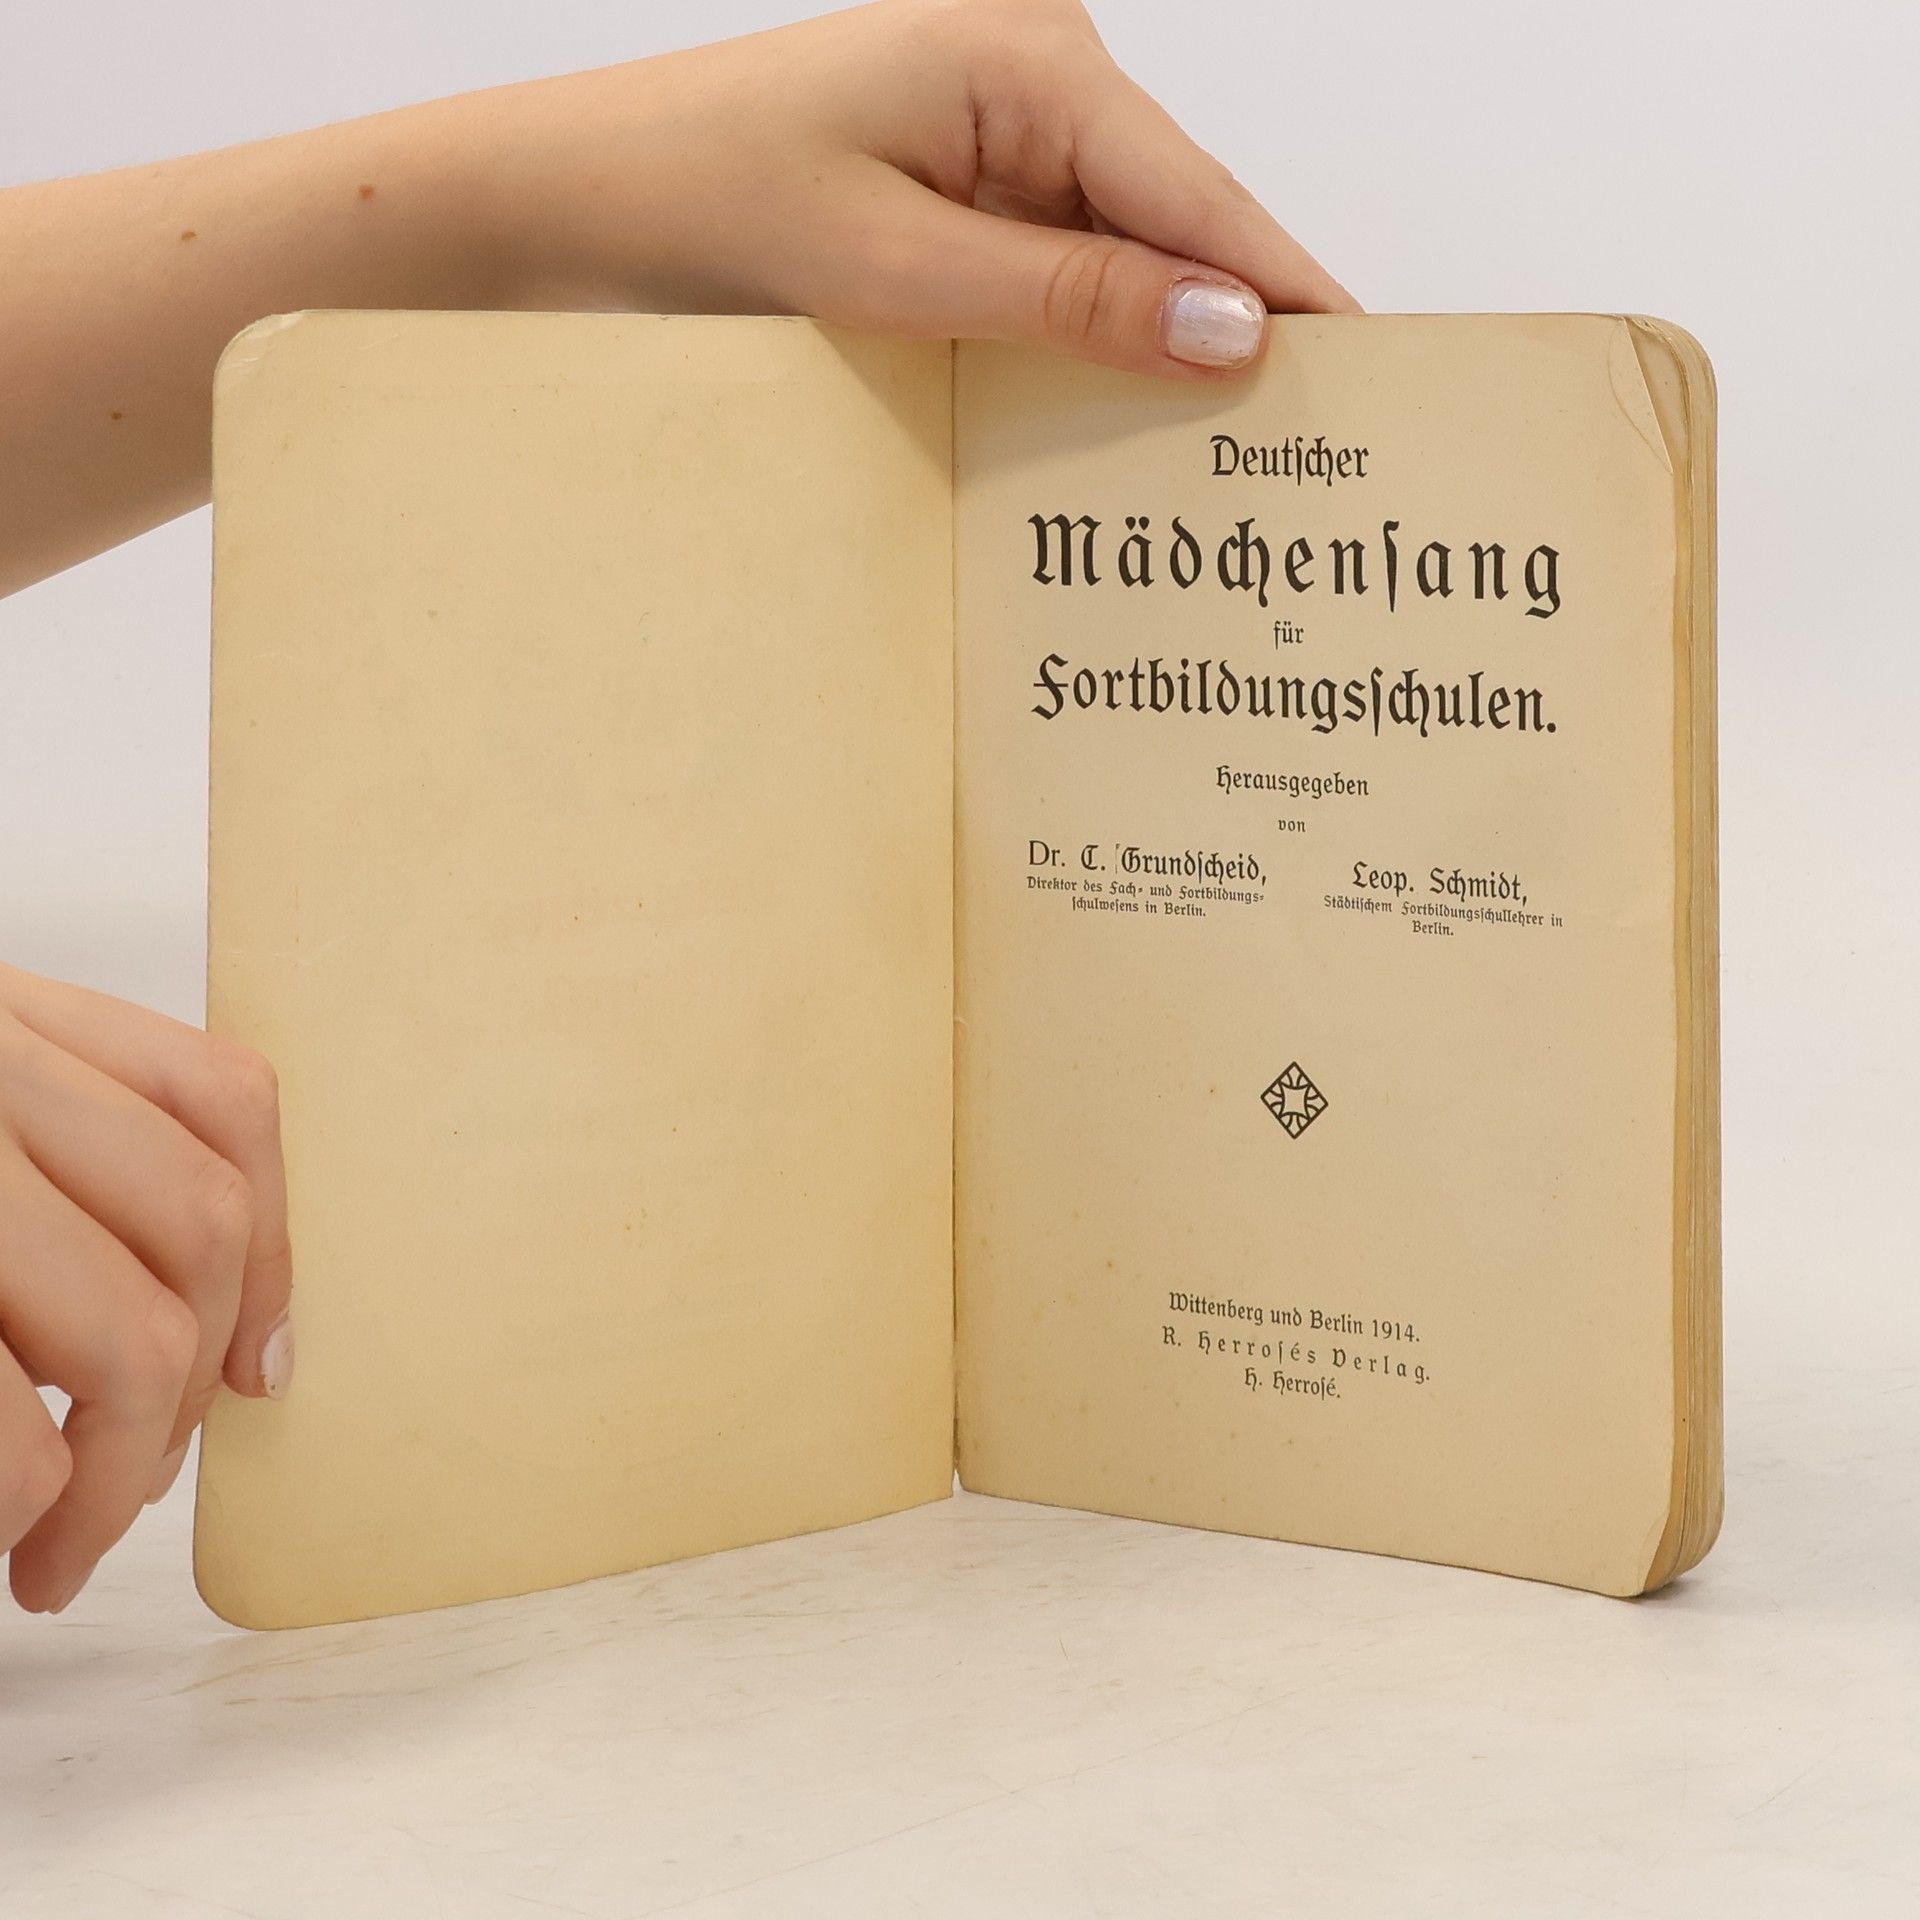 Deutſcher
Mädchenſang
für
Fortbildungsſchulen.
Herausgegeben
von
Dr. C. Grundſcheid,
Direktor des Fach- und Fortbildungs-
ſchulweſens in Berlin.
Leop. Schmidt,
Städtiſchem Fortbildungsſchullehrer in
Berlin.
Wittenberg und Berlin 1914.
R. Herroſés Verlag.
H. Herroſé.